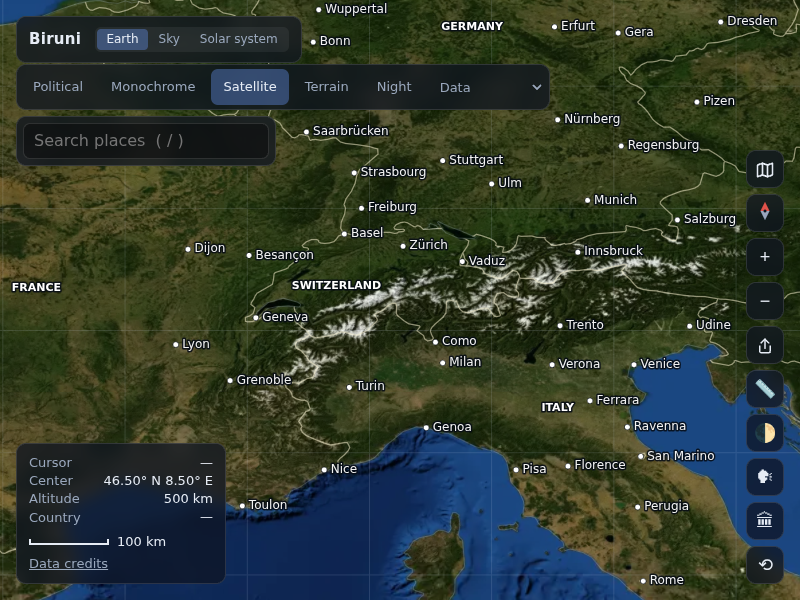 Wuppertal
Biruni
Earth
Sky
Solar system
GERMANY
Erfurt
Gera
Dresden
Bonn
Political
Monochrome
Satellite
Terrain
Night
Data
Plzen
Nürnberg
Search places ( / )
Saarbrücken
Regensburg
Stuttgart
Strasbourg
Ulm
Munich
Freiburg
Salzburg
Basel
Zürich
Dijon
Besançon
Innsbruck
Vaduz
FRANCE
SWITZERLAND
Geneva
Trento
Udine
Lyon
Como
Milan
Verona
Venice
Grenoble
Turin
ITALY
Ferrara
Genoa
Ravenna
San Marino
Nice
Pisa
Florence
Toulon
Perugia
Rome
Cursor —
Center 46.50° N 8.50° E
Altitude 500 km
Country —
100 km
Data credits